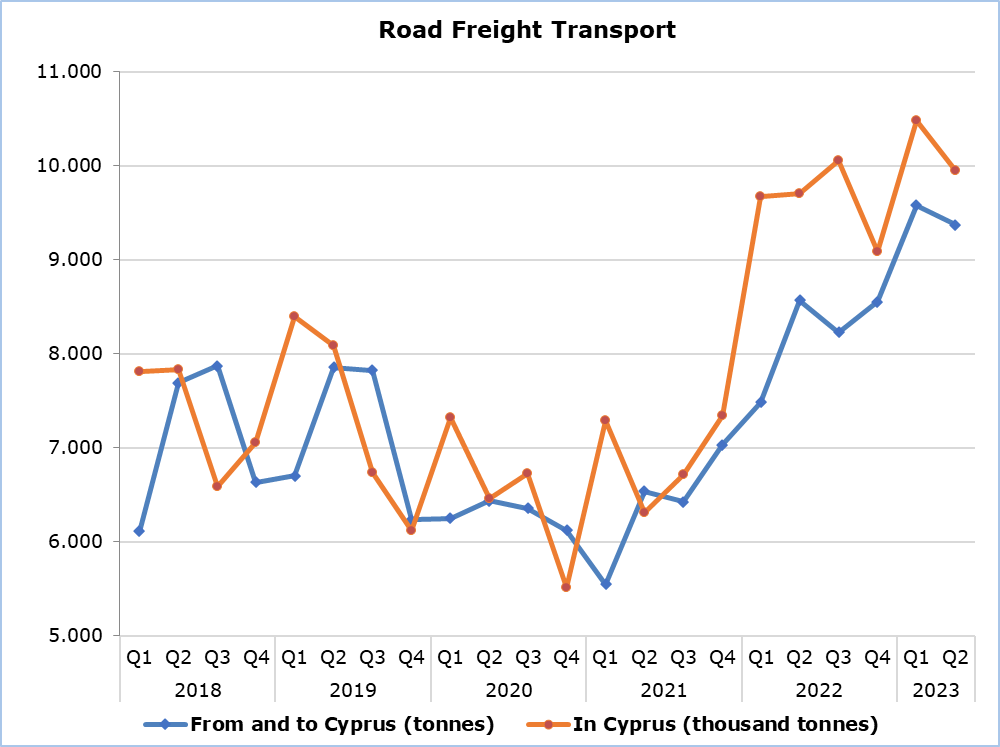 Road Freight Transport
11.000
10.000
9.000
8.000
7.000
6.000
5.000
Q1 Q2 Q3 Q4 Q1 Q2 Q3 Q4 Q1 Q2 Q3 Q4 Q1 Q2 Q3 Q4 Q1 Q2 Q3 Q4 Q1 Q2
2018 2019 2020 2021 2022 2023
From and to Cyprus (tonnes) In Cyprus (thousand tonnes)